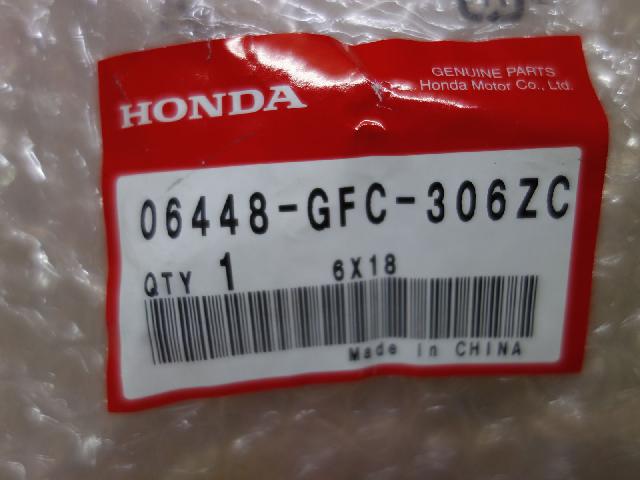 HONDA
GENUINE PARTS
Honda Motor Co., Ltd.
06448-GFC-306ZC
QTY 1 6X18
Made in CHINA